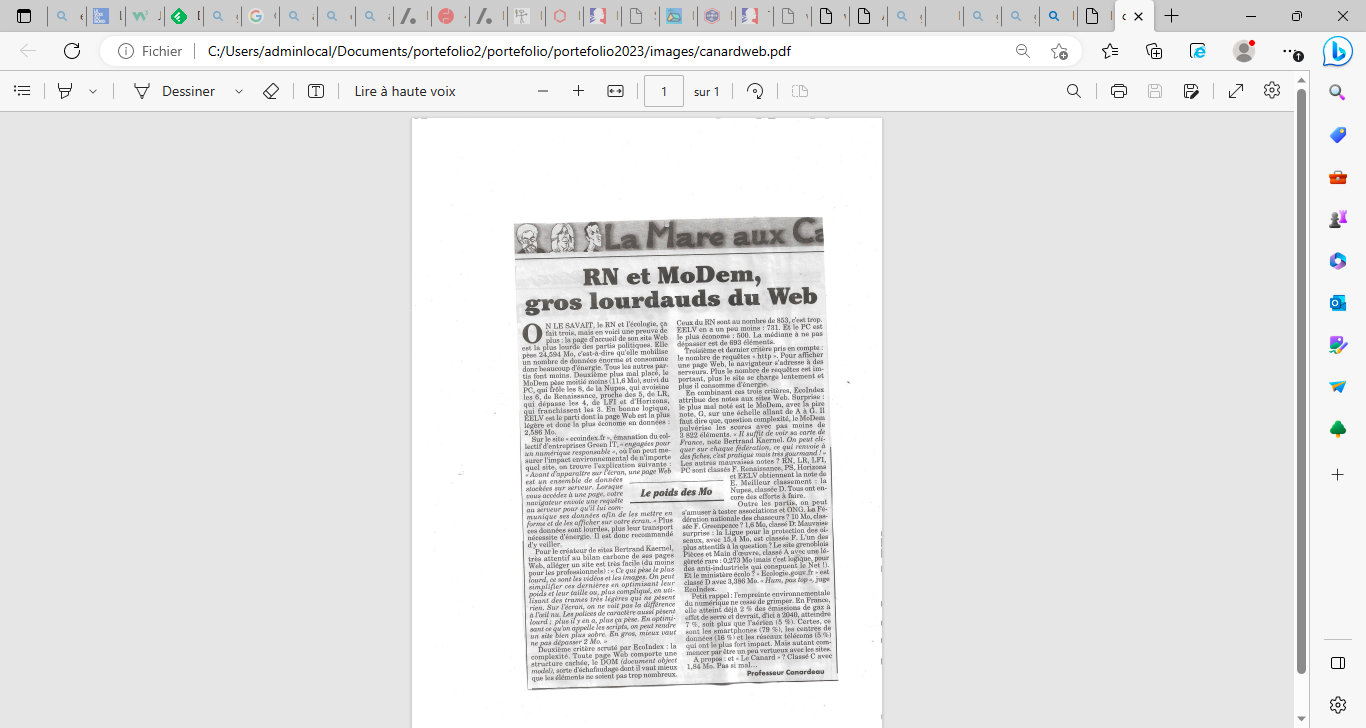 Fichier
C:/Users/adminlocal/Documents/portefolio2/portefolio/portefolio2023/images/canardweb.pdf
Dessiner
Lire à haute voix
1
sur 1
La Mare aux Ca
RN et MoDem,
gros lourdauds du Web
ON LE SAVAIT, le RN et l'écologie, ça
fait trois, mais en voici une preuve de
plus : la page d'accueil de son site Web
est la plus lourde des partis politiques. Elle
pèse 24,594 Mo, c'est-à-dire qu'elle mobilise
un nombre de données énorme et consomme
donc beaucoup d'énergie. Tous les autres par-
tis font moins. Deuxième plus mal placé, le
MoDem pèse moitié moins (11,6 Mo), suivi du
PC, qui frôle les 8, de la Nupes, qui avoisine
les 6, de Renaissance, proche des 5, de LR,
qui dépasse les 4, de LFI et d'Horizons,
qui franchissent les 3. En bonne logique,
EELV est le parti dont la page Web est la plus
légère et donc la plus économe en données :
2,586 Mo.
Sur le site « ecoindex.fr », émanation du col-
lectif d'entreprises Green IT, « engagées pour
un numérique responsable », où l'on peut me-
surer l'impact environnemental de n'importe
quel site, on trouve l'explication suivante :
« Avant d'apparaître sur l'écran, une page Web
est un ensemble de données
stockées sur serveur. Lorsque
vous accédez à une page, votre
navigateur envoie une requête
au serveur pour qu'il lui com-
munique ses données afin de les mettre en
forme et de les afficher sur votre écran. » Plus
ces données sont lourdes, plus leur transport
nécessite d'énergie. Il est donc recommandé
d'y veiller.
Pour le créateur de sites Bertrand Kaernel,
très attentif au bilan carbone de ses pages
Web, alléger un site est très facile (du moins
pour les professionnels) : « Ce qui pèse le plus
lourd, ce sont les vidéos et les images. On peut
simplifier ces dernières en optimisant leur
poids et leur taille ou, plus compliqué, en uti-
lisant des trames très légères qui ne pèsent
rien. Sur l'écran, on ne voit pas la différence
à l'œil nu. Les polices de caractère aussi pèsent
lourd ; plus il y en a, plus ça pèse. En optimi-
sant ce qu'on appelle les scripts, on peut rendre
un site bien plus sobre. En gros, mieux vaut
ne pas dépasser 2 Mo. »
Deuxième critère scruté par EcoIndex : la
complexité. Toute page Web comporte une
structure cachée, le DOM (document object
model), sorte d'échafaudage dont il vaut mieux
que les éléments ne soient pas trop nombreux.
Ceux du RN sont au nombre de 853, c'est trop.
EELV en a un peu moins : 731. Et le PC est
le plus économe : 500. La médiane à ne pas
dépasser est de 693 éléments.
Troisième et dernier critère pris en compte :
le nombre de requêtes « http ». Pour afficher
une page Web, le navigateur s'adresse à des
serveurs. Plus le nombre de requêtes est im-
portant, plus le site se charge lentement et
plus il consomme d'énergie.
En combinant ces trois critères, EcoIndex
attribue des notes aux sites Web. Surprise :
le plus mal noté est le MoDem, avec la pire
note, G, sur une échelle allant de A à G. Il
faut dire que, question complexité, le MoDem
pulvérise les scores avec pas moins de
3 822 éléments. « Il suffit de voir sa carte de
France, note Bertrand Kaernel. On peut cli-
quer sur chaque fédération, ce qui renvoie à
des fiches, c'est pratique mais très gourmand ! »
Les autres mauvaises notes ? RN, LR, LFI,
PC sont classés F. Renaissance, PS, Horizons
et EELV obtiennent la note de
E. Meilleur classement : la
Nupes, classée D. Tous ont en-
core des efforts à faire.
Le poids des Mo
Outre les partis, on peut
s'amuser à tester associations et ONG. La Fé-
dération nationale des chasseurs ? 10 Mo, clas-
sée F. Greenpeace ? 1,6 Mo, classé D. Mauvaise
surprise : la Ligue pour la protection des oi-
seaux, avec 15,4 Mo, est classée F. L'un des
plus attentifs à la question ? Le site grenoblois
Pièces et Main d'œuvre, classé A avec une lé-
gèreté rare : 0,273 Mo (mais c'est logique, pour
des anti-industriels qui conspuent le Net !).
Et le ministère écolo ? « Ecologie.gouv.fr » est
classé D avec 3,386 Mo. « Hum, pas top », juge
EcoIndex.
Petit rappel : l'empreinte environnementale
du numérique ne cesse de grimper. En France,
elle atteint déjà 2 % des émissions de gaz à
effet de serre et devrait, d'ici à 2040, atteindre
7 %, soit plus que l'aérien (5 %). Certes, ce
sont les smartphones (79 %), les centres de
données (16 %) et les réseaux télécoms (5 %)
qui ont le plus fort impact. Mais autant com-
mencer par être un peu vertueux avec les sites.
A propos : et « Le Canard » ? Classé C avec
1,84 Mo. Pas si mal...
Professeur Canardeau